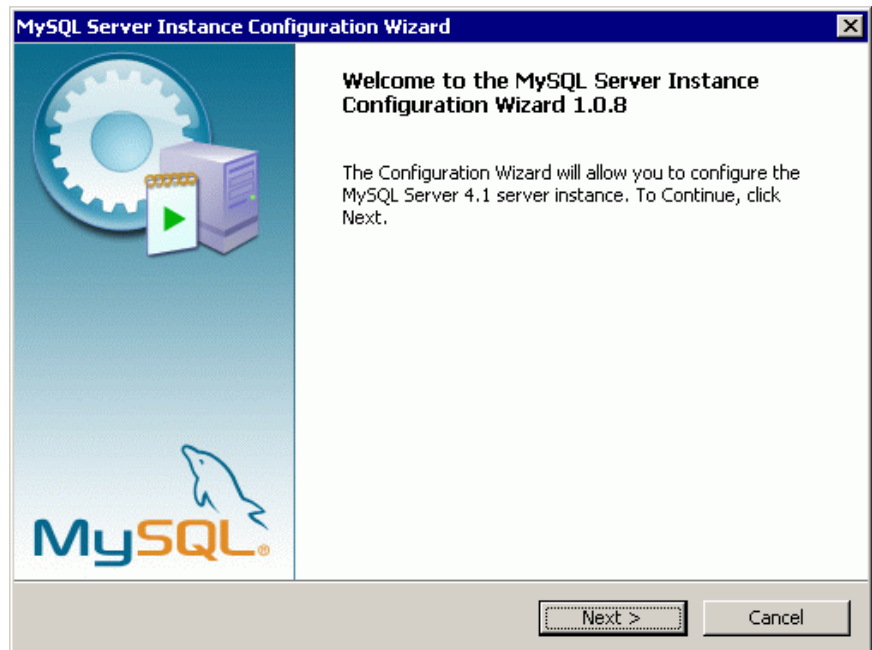 MySQL Server Instance Configuration Wizard
Welcome to the MySQL Server Instance
Configuration Wizard 1.0.8
The Configuration Wizard will allow you to configure the
MySQL Server 4.1 server instance. To Continue, click
Next.
MySQL®
Next >
Cancel